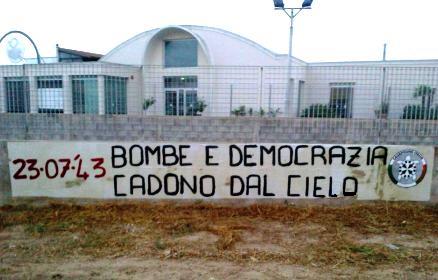 23·07·43
BOMBE E DEMOCRAZIA
CADONO DAL CIELO